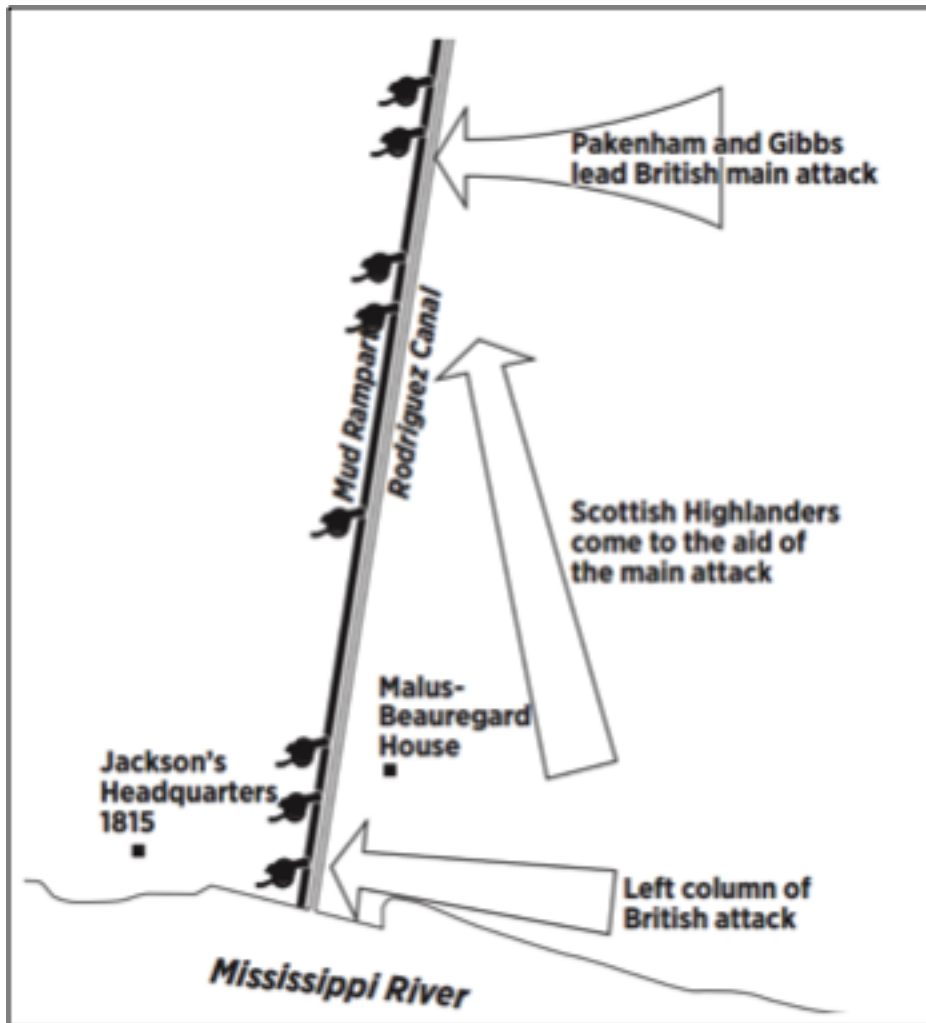 Pakenham and Gibbs
lead British main attack
Mud Rampart
Rodriguez Canal
Scottish Highlanders
come to the aid of
the main attack
Malus-
Beauregard
House
Jackson's
Headquarters
1815
Left column of
British attack
Mississippi River